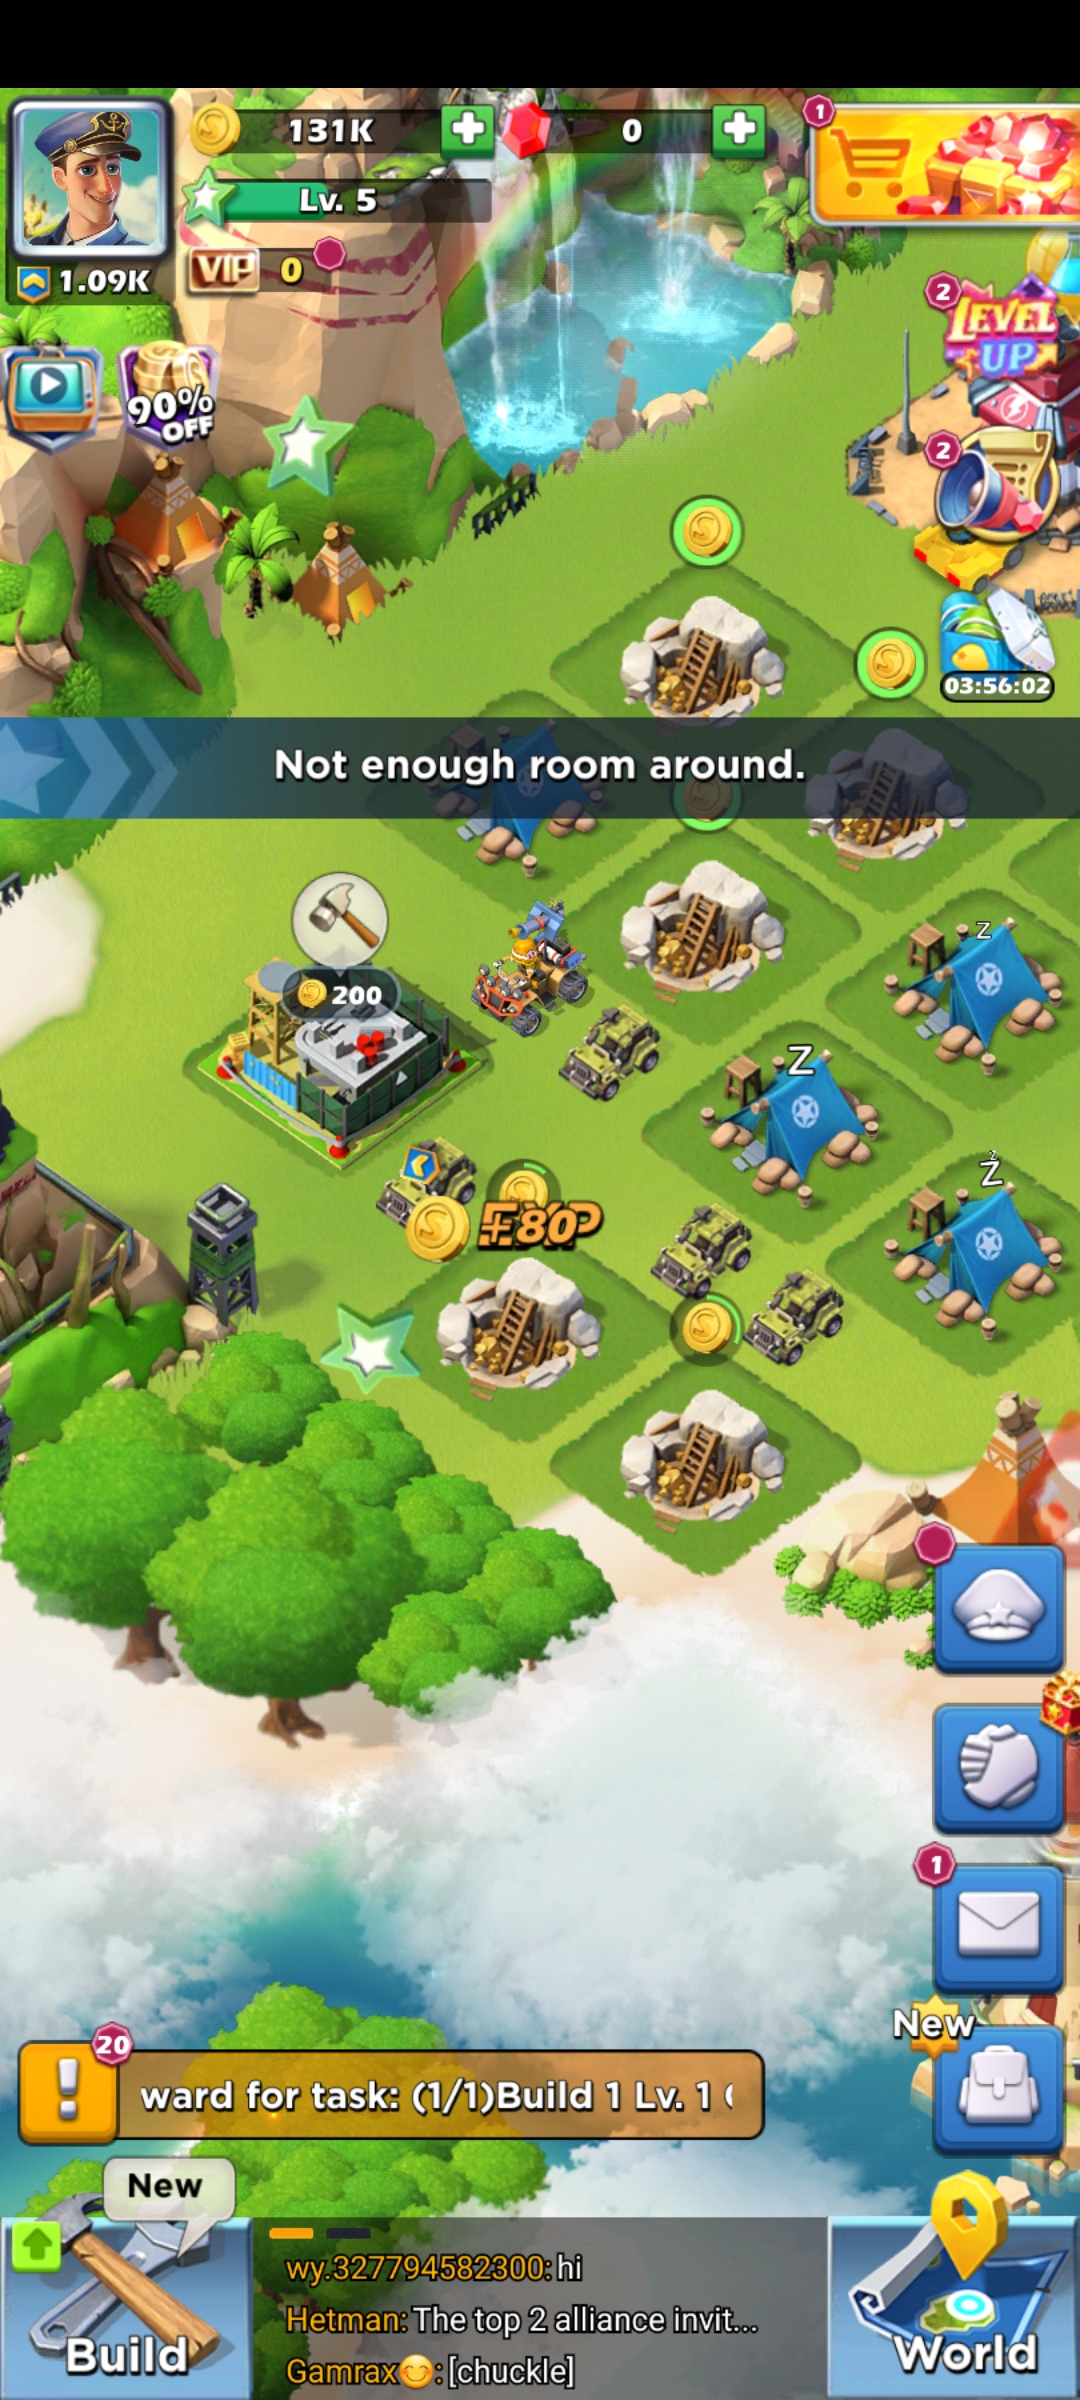 131K
0
1
Lv. 5
VIP 0
1.09K
2
LEVEL UP
90% OFF
2
03:56:02
Not enough room around.
200
Z
Z
Z
20
1
New
ward for task: (1/1)Build 1 Lv. 1
New
wy.327794582300: hi
Hetman: The top 2 alliance invit...
Gamrax😊: [chuckle]
Build
World